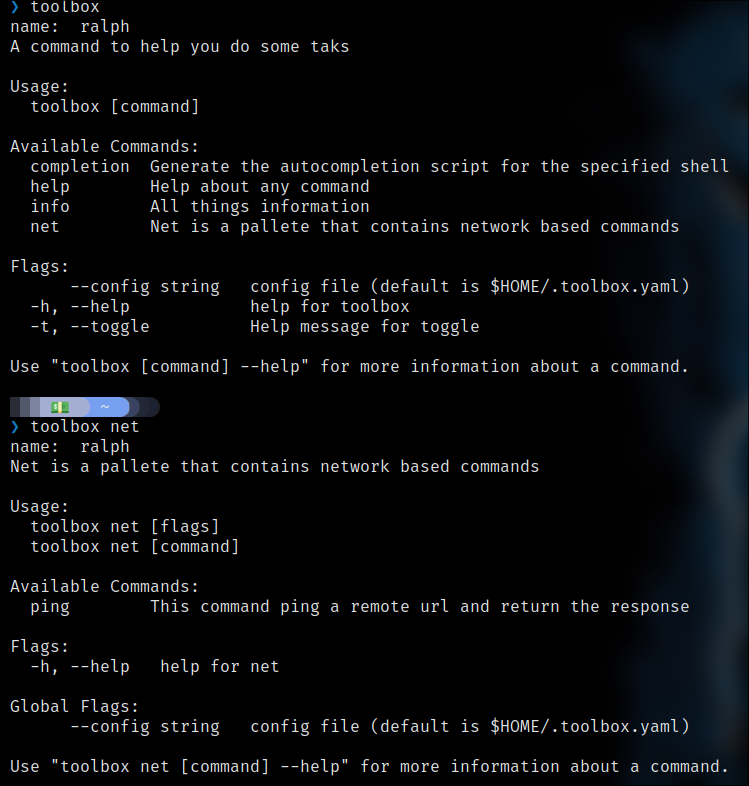 ❯ toolbox
name:  ralph
A command to help you do some taks

Usage:
  toolbox [command]

Available Commands:
  completion  Generate the autocompletion script for the specified shell
  help        Help about any command
  info        All things information
  net         Net is a pallete that contains network based commands

Flags:
      --config string   config file (default is $HOME/.toolbox.yaml)
  -h, --help            help for toolbox
  -t, --toggle          Help message for toggle

Use "toolbox [command] --help" for more information about a command.

~
❯ toolbox net
name:  ralph
Net is a pallete that contains network based commands

Usage:
  toolbox net [flags]
  toolbox net [command]

Available Commands:
  ping        This command ping a remote url and return the response

Flags:
  -h, --help   help for net

Global Flags:
      --config string   config file (default is $HOME/.toolbox.yaml)

Use "toolbox net [command] --help" for more information about a command.